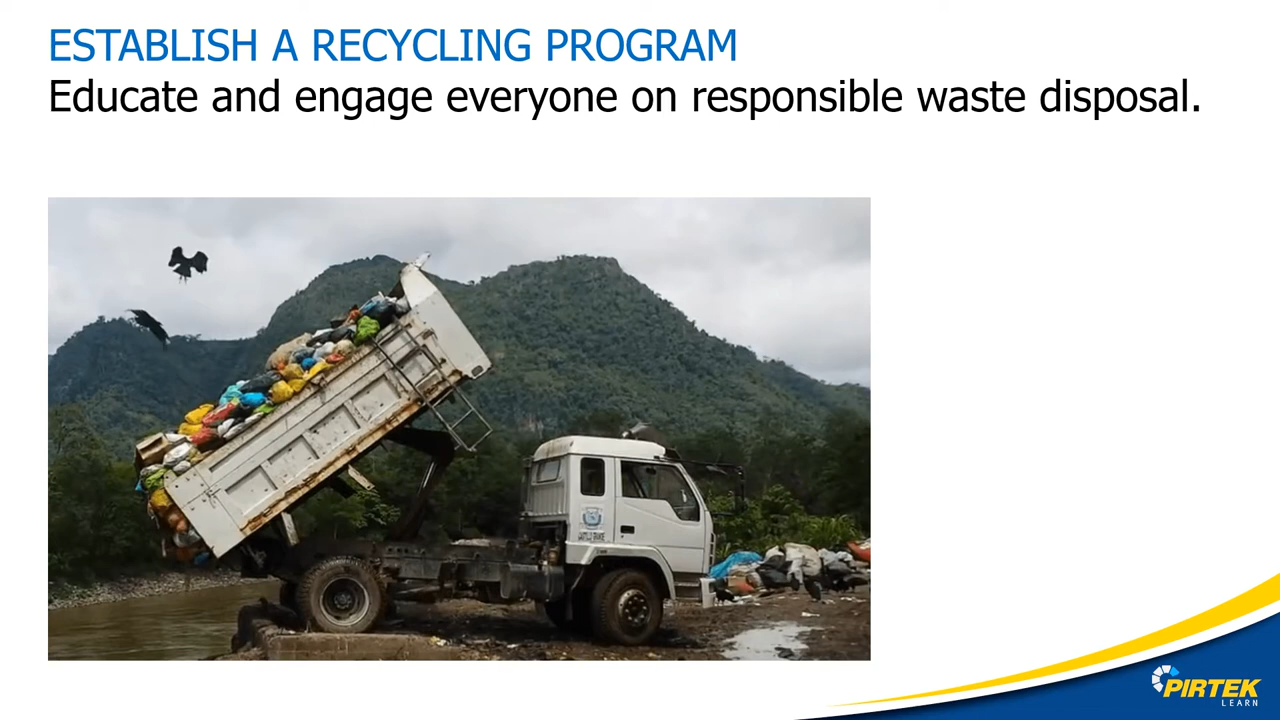 ESTABLISH A RECYCLING PROGRAM
Educate and engage everyone on responsible waste disposal.
PIRTEK
LEARN